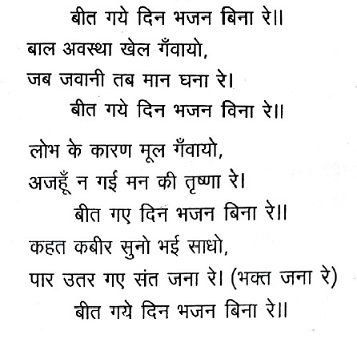 बीत गये दिन भजन बिना रे॥
बाल अवस्था खेल गँवायो,
जब जवानी तब मान घना रे।
बीत गये दिन भजन विना रे॥
लोभ के कारण मूल गँवायो,
अजहूँ न गई मन की तृष्णा रे।
बीत गए दिन भजन बिना रे॥
कहत कबीर सुनो भई साधो,
पार उतर गए संत जना रे। (भक्त जना रे)
बीत गये दिन भजन बिना रे॥